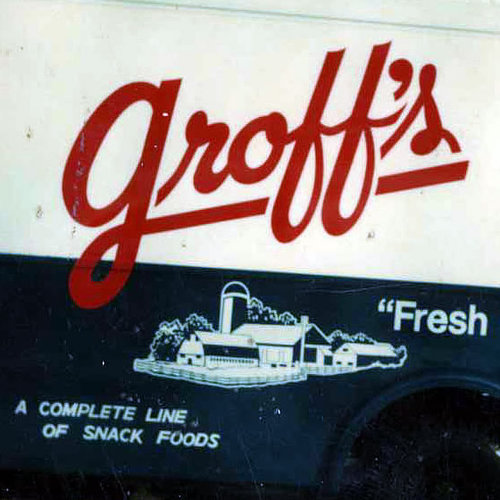 groff's
"Fresh
A COMPLETE LINE
OF SNACK FOODS